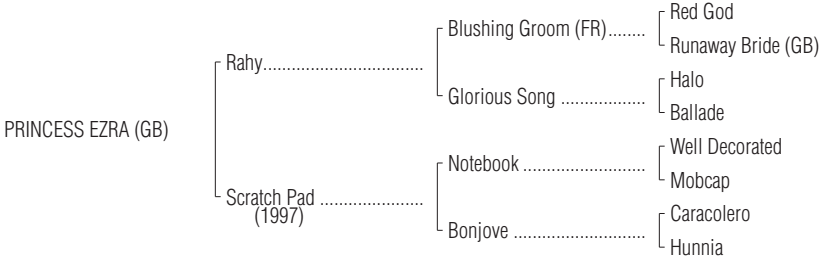 Red God
Blushing Groom (FR)........
Runaway Bride (GB)
Rahy................................
Halo
Glorious Song .................
Ballade
PRINCESS EZRA (GB)
Well Decorated
Notebook ........................
Mobcap
Scratch Pad .....................
(1997)
Caracolero
Bonjove ..........................
Hunnia